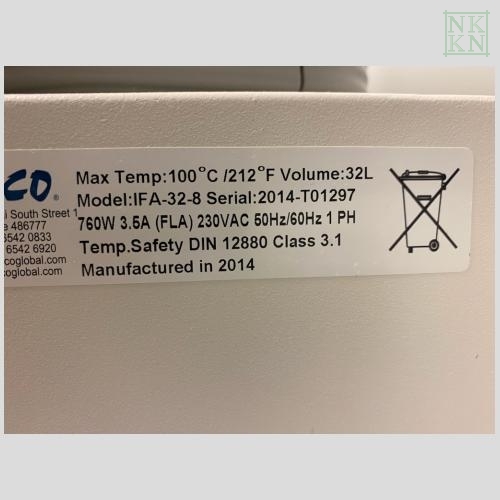 NK
KN
CO®
Max Temp:100°C /212°F Volume:32L
Model:IFA-32-8 Serial:2014-T01297
760W 3.5A (FLA) 230VAC 50Hz/60Hz 1 PH
Temp.Safety DIN 12880 Class 3.1
Manufactured in 2014
i South Street 1
e 486777
6542 0833
6542 6920
coglobal.com
coglobal.com